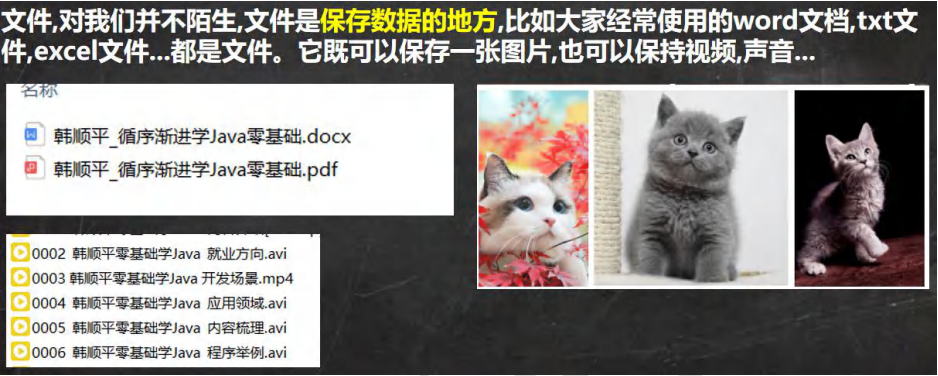 文件,对我们并不陌生,文件是保存数据的地方,比如大家经常使用的word文档,txt文
件,excel文件...都是文件。它既可以保存一张图片,也可以保持视频,声音...
名称
韩顺平_循序渐进学Java零基础.docx
韩顺平_循序渐进学Java零基础.pdf
0002 韩顺平零基础学Java 就业方向.avi
0003 韩顺平零基础学Java 开发场景.mp4
0004 韩顺平零基础学Java 应用领域.avi
0005 韩顺平零基础学Java 内容梳理.avi
0006 韩顺平零基础学Java 程序举例.avi